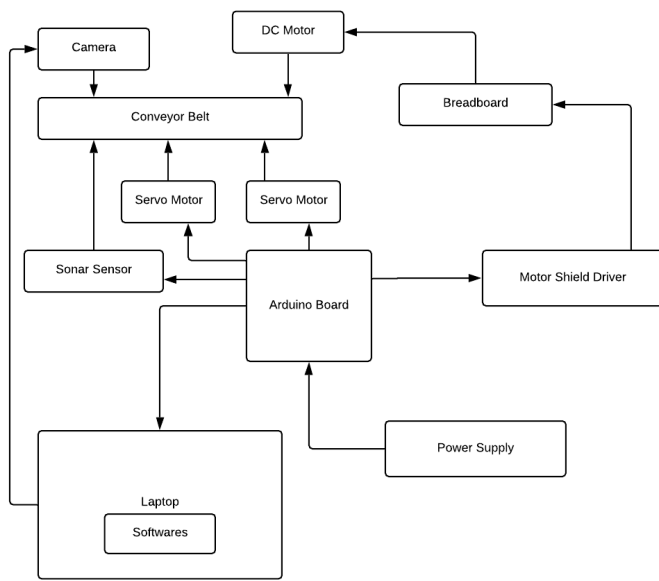 DC Motor
Camera
Breadboard
Conveyor Belt
Servo Motor
Servo Motor
Sonar Sensor
Motor Shield Driver
Arduino Board
Power Supply
Laptop
Softwares